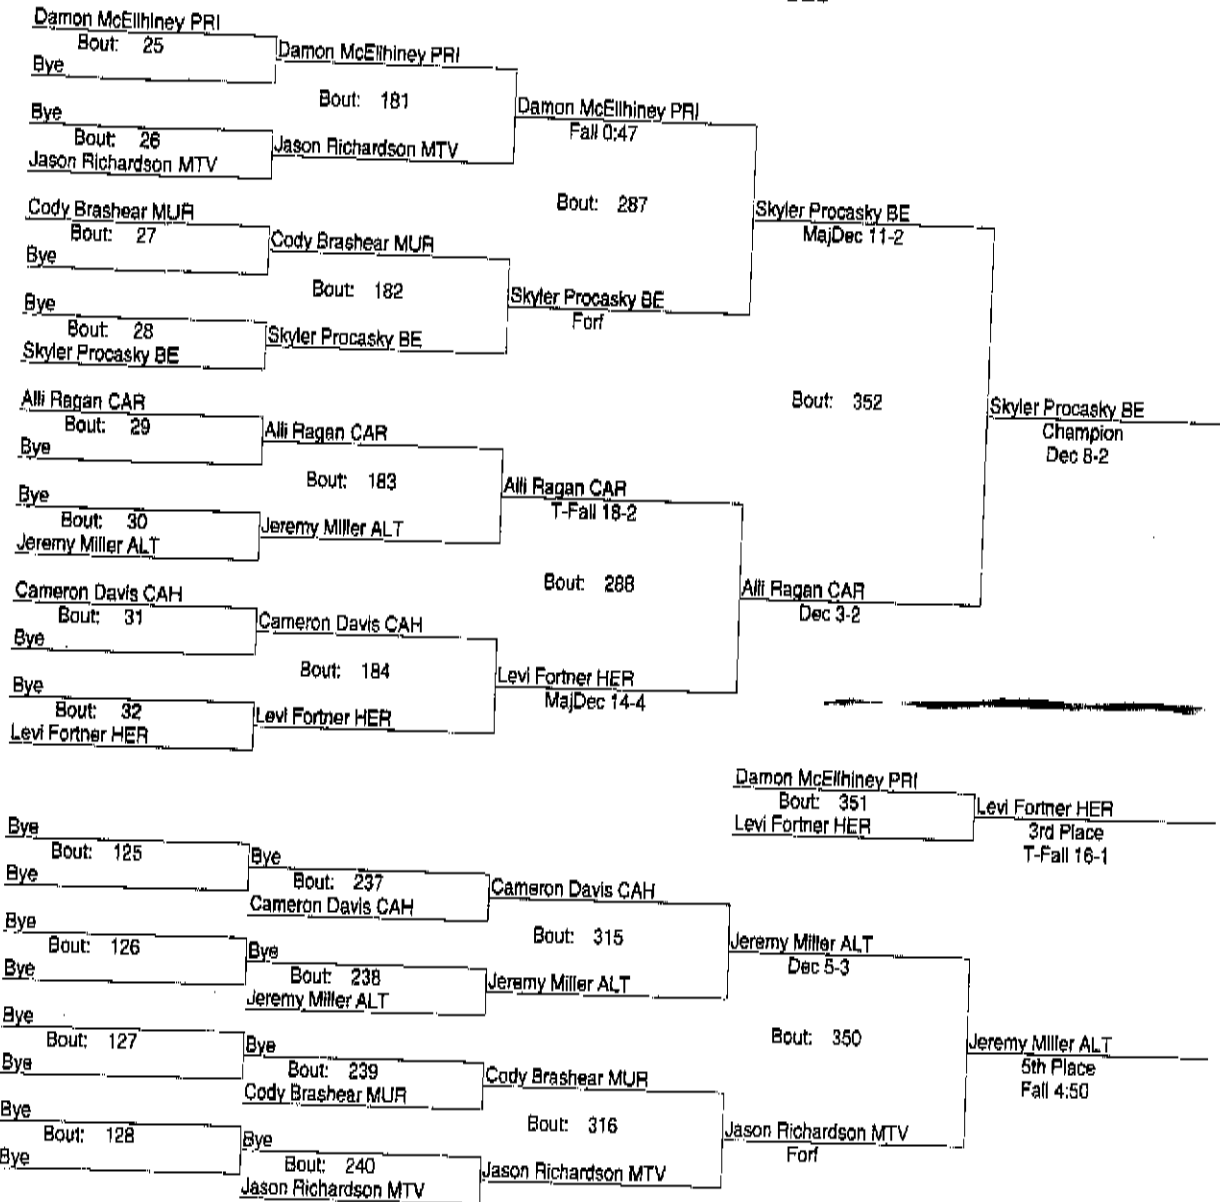 Damon McEllhiney PRI
Bout: 25
Bye
Damon McEllhiney PRI
Bout: 181
Bye
Bout: 26
Jason Richardson MTV
Jason Richardson MTV
Damon McEllhiney PRI
Fall 0:47
Bout: 287
Cody Brashear MUR
Bout: 27
Bye
Cody Brashear MUR
Bout: 182
Bye
Bout: 28
Skyler Procasky BE
Skyler Procasky BE
Skyler Procasky BE
Forf
Skyler Procasky BE
MajDec 11-2
Bout: 352
Skyler Procasky BE
Champion
Dec 8-2
Alli Ragan CAR
Bout: 29
Bye
Alli Ragan CAR
Bout: 183
Bye
Bout: 30
Jeremy Miller ALT
Jeremy Miller ALT
Alli Ragan CAR
T-Fall 18-2
Bout: 288
Alli Ragan CAR
Dec 3-2
Cameron Davis CAH
Bout: 31
Bye
Cameron Davis CAH
Bout: 184
Bye
Bout: 32
Levi Fortner HER
Levi Fortner HER
Levi Fortner HER
MajDec 14-4
Damon McEllhiney PRI
Bout: 351
Levi Fortner HER
Levi Fortner HER
3rd Place
T-Fall 16-1
Bye
Bout: 125
Bye
Bye
Bout: 237
Cameron Davis CAH
Cameron Davis CAH
Bout: 315
Bye
Bout: 126
Bye
Bye
Bout: 238
Jeremy Miller ALT
Jeremy Miller ALT
Jeremy Miller ALT
Dec 5-3
Bout: 350
Jeremy Miller ALT
5th Place
Fall 4:50
Bye
Bout: 127
Bye
Bye
Bout: 239
Cody Brashear MUR
Cody Brashear MUR
Bout: 316
Bye
Bout: 128
Bye
Bye
Bout: 240
Jason Richardson MTV
Jason Richardson MTV
Jason Richardson MTV
Forf